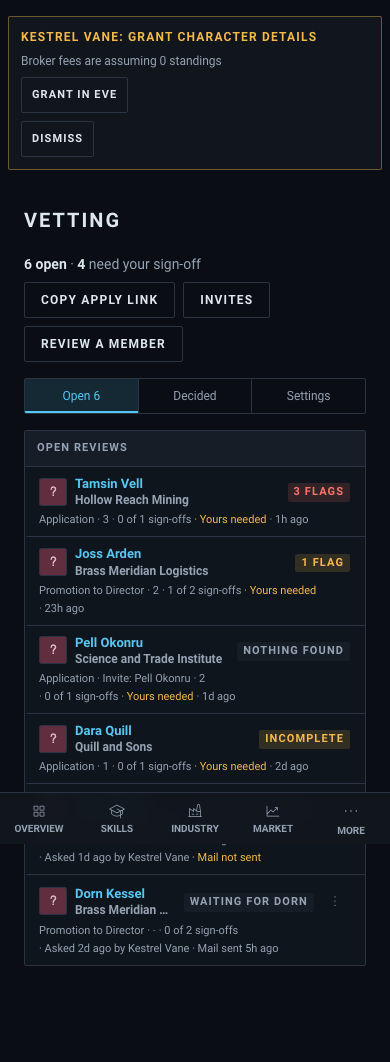 KESTREL VANE: GRANT CHARACTER DETAILS
Broker fees are assuming 0 standings
GRANT IN EVE
DISMISS
VETTING
6 open · 4 need your sign-off
COPY APPLY LINK
INVITES
REVIEW A MEMBER
Open 6
Decided
Settings
OPEN REVIEWS
?
Tamsin Vell
Hollow Reach Mining
3 FLAGS
Application · 3 · 0 of 1 sign-offs · Yours needed · 1h ago
?
Joss Arden
Brass Meridian Logistics
1 FLAG
Promotion to Director · 2 · 1 of 2 sign-offs · Yours needed
· 23h ago
?
Pell Okonru
Science and Trade Institute
NOTHING FOUND
Application · Invite: Pell Okonru · 2
· 0 of 1 sign-offs · Yours needed · 1d ago
?
Dara Quill
Quill and Sons
INCOMPLETE
Application · 1 · 0 of 1 sign-offs · Yours needed · 2d ago
OVERVIEW
SKILLS
INDUSTRY
MARKET
MORE
· Asked 1d ago by Kestrel Vane · Mail not sent
?
Dorn Kessel
Brass Meridian ...
WAITING FOR DORN
Promotion to Director · - · 0 of 2 sign-offs
· Asked 2d ago by Kestrel Vane · Mail sent 5h ago